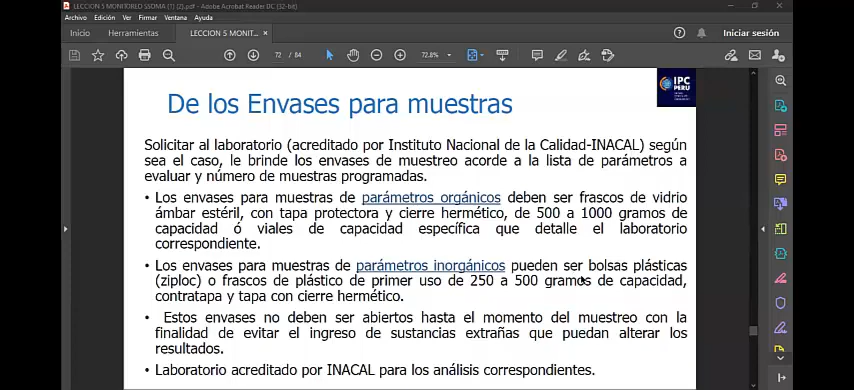 LECCION 5 MONITOREO SSOMA (1) (2).pdf - Adobe Acrobat Reader DC (32-bit)
Archivo Edición Ver Firmar Ventana Ayuda
Inicio Herramientas LECCION 5 MONIT... × Iniciar sesión
72 / 84 72.8%
IPC
PERU
De los Envases para muestras
Solicitar al laboratorio (acreditado por Instituto Nacional de la Calidad-INACAL) según
sea el caso, le brinde los envases de muestreo acorde a la lista de parámetros a
evaluar y número de muestras programadas.
• Los envases para muestras de parámetros orgánicos deben ser frascos de vidrio
ámbar estéril, con tapa protectora y cierre hermético, de 500 a 1000 gramos de
capacidad ó viales de capacidad específica que detalle el laboratorio
correspondiente.
• Los envases para muestras de parámetros inorgánicos pueden ser bolsas plásticas
(ziploc) o frascos de plástico de primer uso de 250 a 500 gramos de capacidad,
contratapa y tapa con cierre hermético.
• Estos envases no deben ser abiertos hasta el momento del muestreo con la
finalidad de evitar el ingreso de sustancias extrañas que puedan alterar los
resultados.
• Laboratorio acreditado por INACAL para los análisis correspondientes.